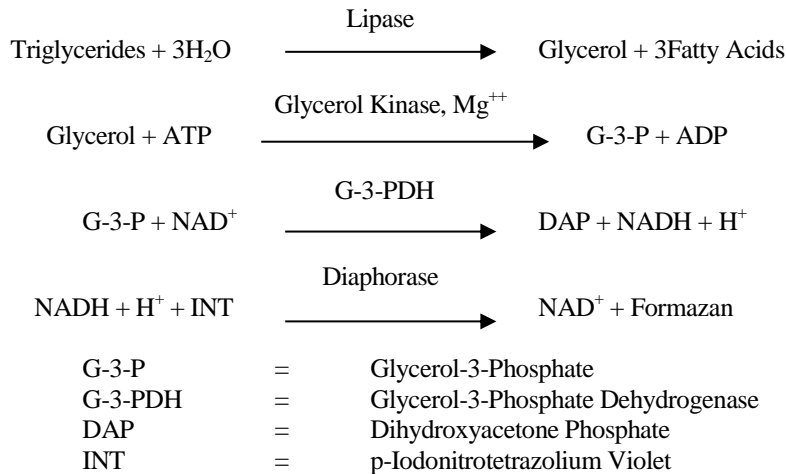 Lipase
Triglycerides + 3H₂O Glycerol + 3Fatty Acids
Glycerol Kinase, Mg⁺⁺
Glycerol + ATP G-3-P + ADP
G-3-PDH
G-3-P + NAD⁺ DAP + NADH + H⁺
Diaphorase
NADH + H⁺ + INT NAD⁺ + Formazan
G-3-P = Glycerol-3-Phosphate
G-3-PDH = Glycerol-3-Phosphate Dehydrogenase
DAP = Dihydroxyacetone Phosphate
INT = p-Iodonitrotetrazolium Violet